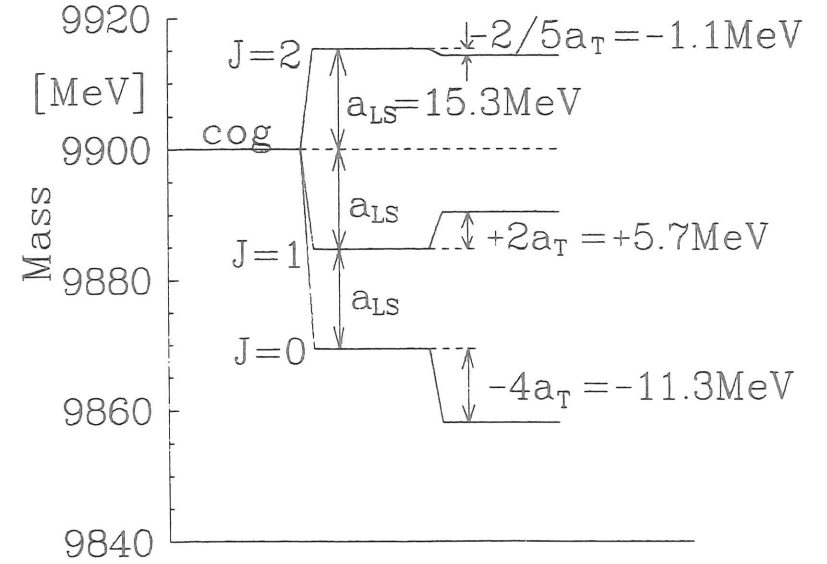 9920
-2/5a_T=-1.1MeV
J=2
[MeV]
a_LS=15.3MeV
cog
9900
a_LS
Mass
J=1
+2a_T=+5.7MeV
9880
a_LS
J=0
-4a_T=-11.3MeV
9860
9840